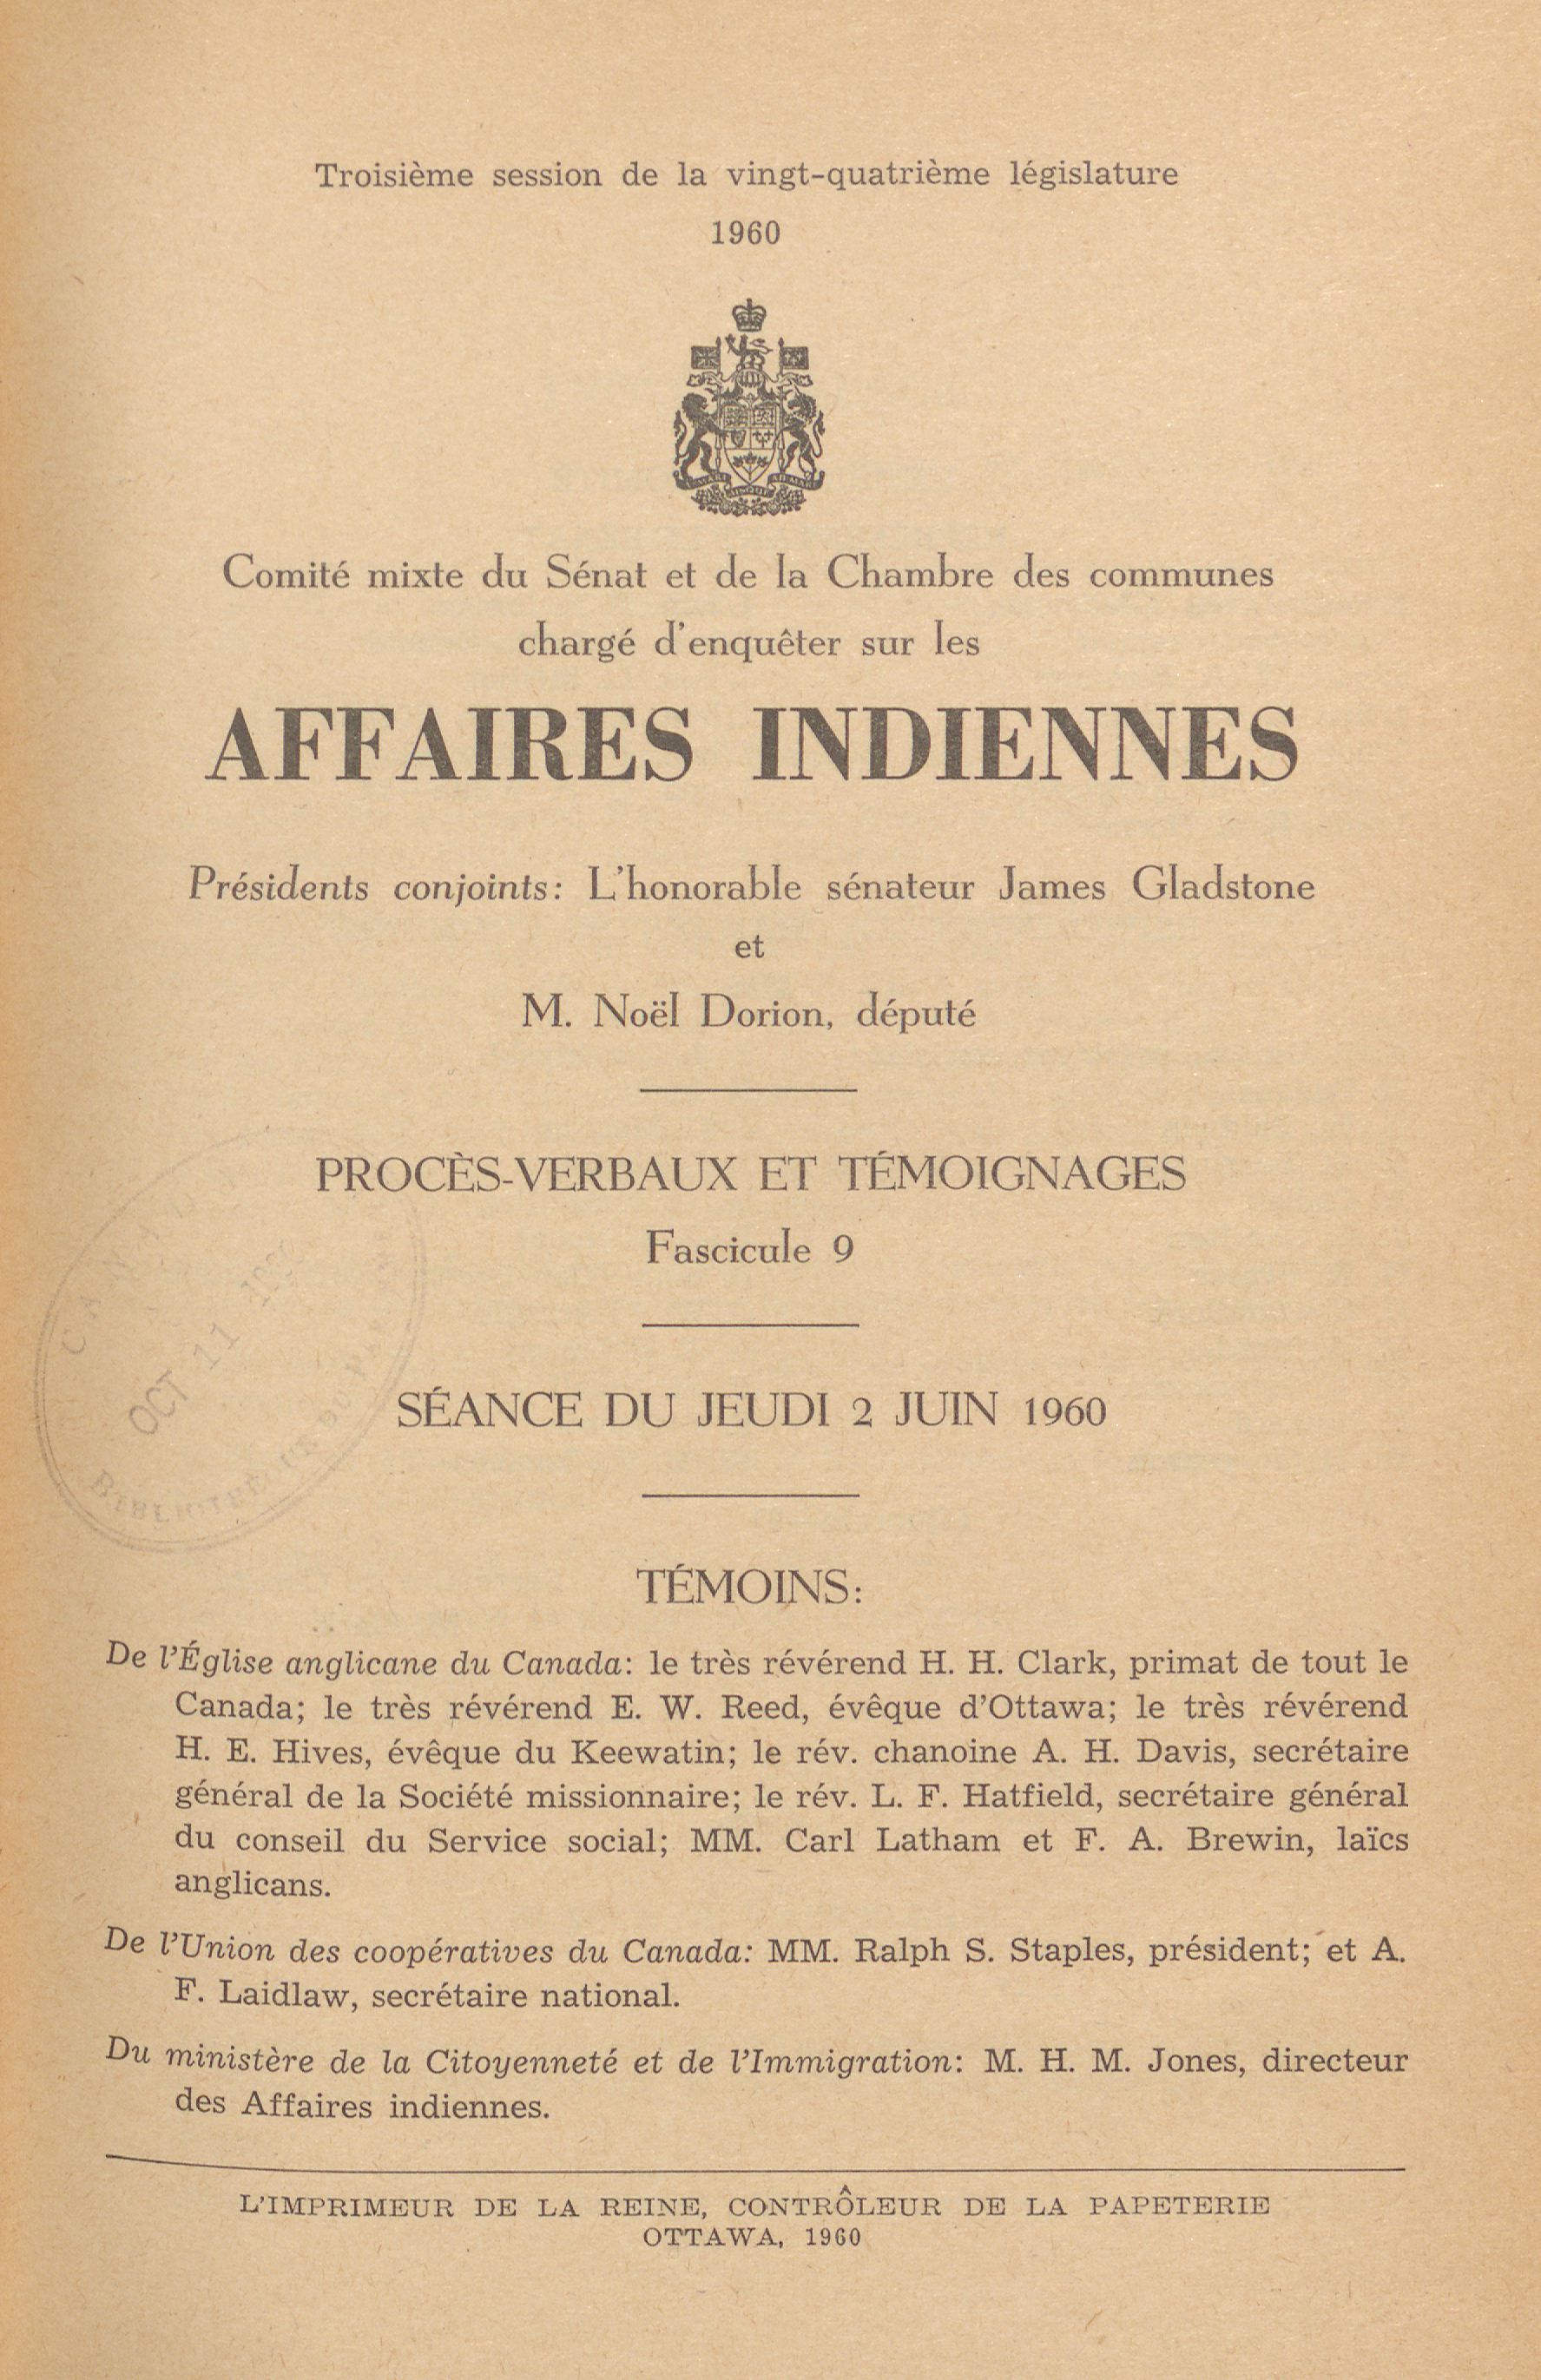 Troisième session de la vingt-quatrième législature
1960
Comité mixte du Sénat et de la Chambre des communes
chargé d'enquêter sur les
AFFAIRES INDIENNES
Présidents conjoints: L'honorable sénateur James Gladstone
et
M. Noël Dorion, député
PROCÈS-VERBAUX ET TÉMOIGNAGES
Fascicule 9
OCT 11
SÉANCE DU JEUDI 2 JUIN 1960
TÉMOINS:
De l'Église anglicane du Canada: le très révérend H. H. Clark, primat de tout le
Canada; le très révérend E. W. Reed, évêque d'Ottawa; le très révérend
H. E. Hives, évêque du Keewatin; le rév. chanoine A. H. Davis, secrétaire
général de la Société missionnaire; le rév. L. F. Hatfield, secrétaire général
du conseil du Service social; MM. Carl Latham et F. A. Brewin, laïcs
anglicans.
De l'Union des coopératives du Canada: MM. Ralph S. Staples, président; et A.
F. Laidlaw, secrétaire national.
Du ministère de la Citoyenneté et de l'Immigration: M. H. M. Jones, directeur
des Affaires indiennes.
L'IMPRIMEUR DE LA REINE, CONTRÔLEUR DE LA PAPETERIE
OTTAWA, 1960